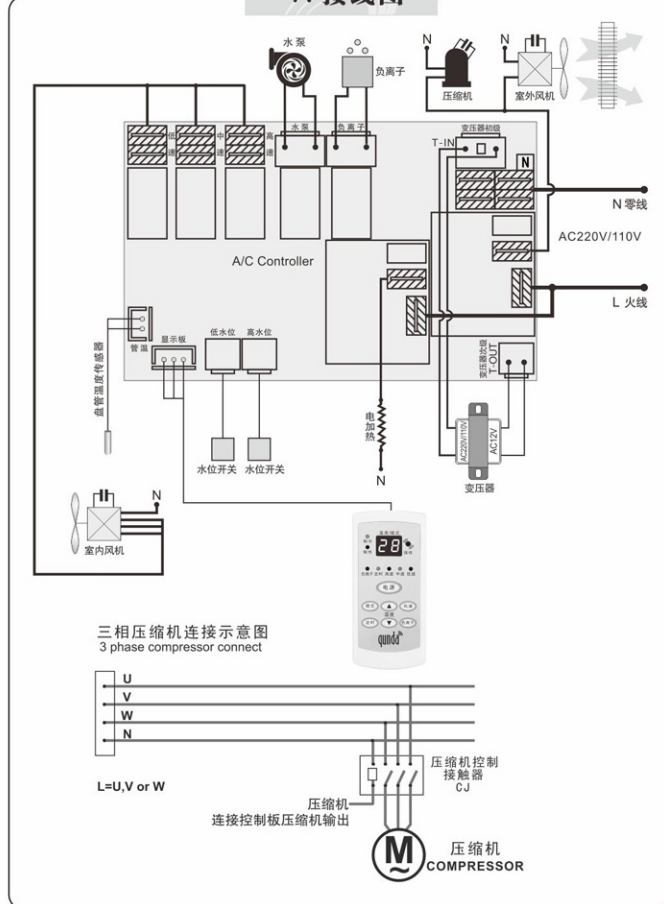 接线图
水泵
负离子
N
压缩机
N
室外风机
低速
中速
高速
水泵
负离子
变压器初级
T-IN
N
N 零线
AC220V/110V
L 火线
A/C Controller
管温
显示板
低水位
高水位
变压器次级
T-OUT
盘管温度传感器
水位开关
水位开关
电加热
N
AC220V/110V
AC12V
变压器
N
室内风机
28
电源
温度
qunda
三相压缩机连接示意图
3 phase compressor connect
U
V
W
N
L=U,V or W
压缩机控制
接触器
CJ
压缩机
连接控制板压缩机输出
M
~
压缩机
COMPRESSOR